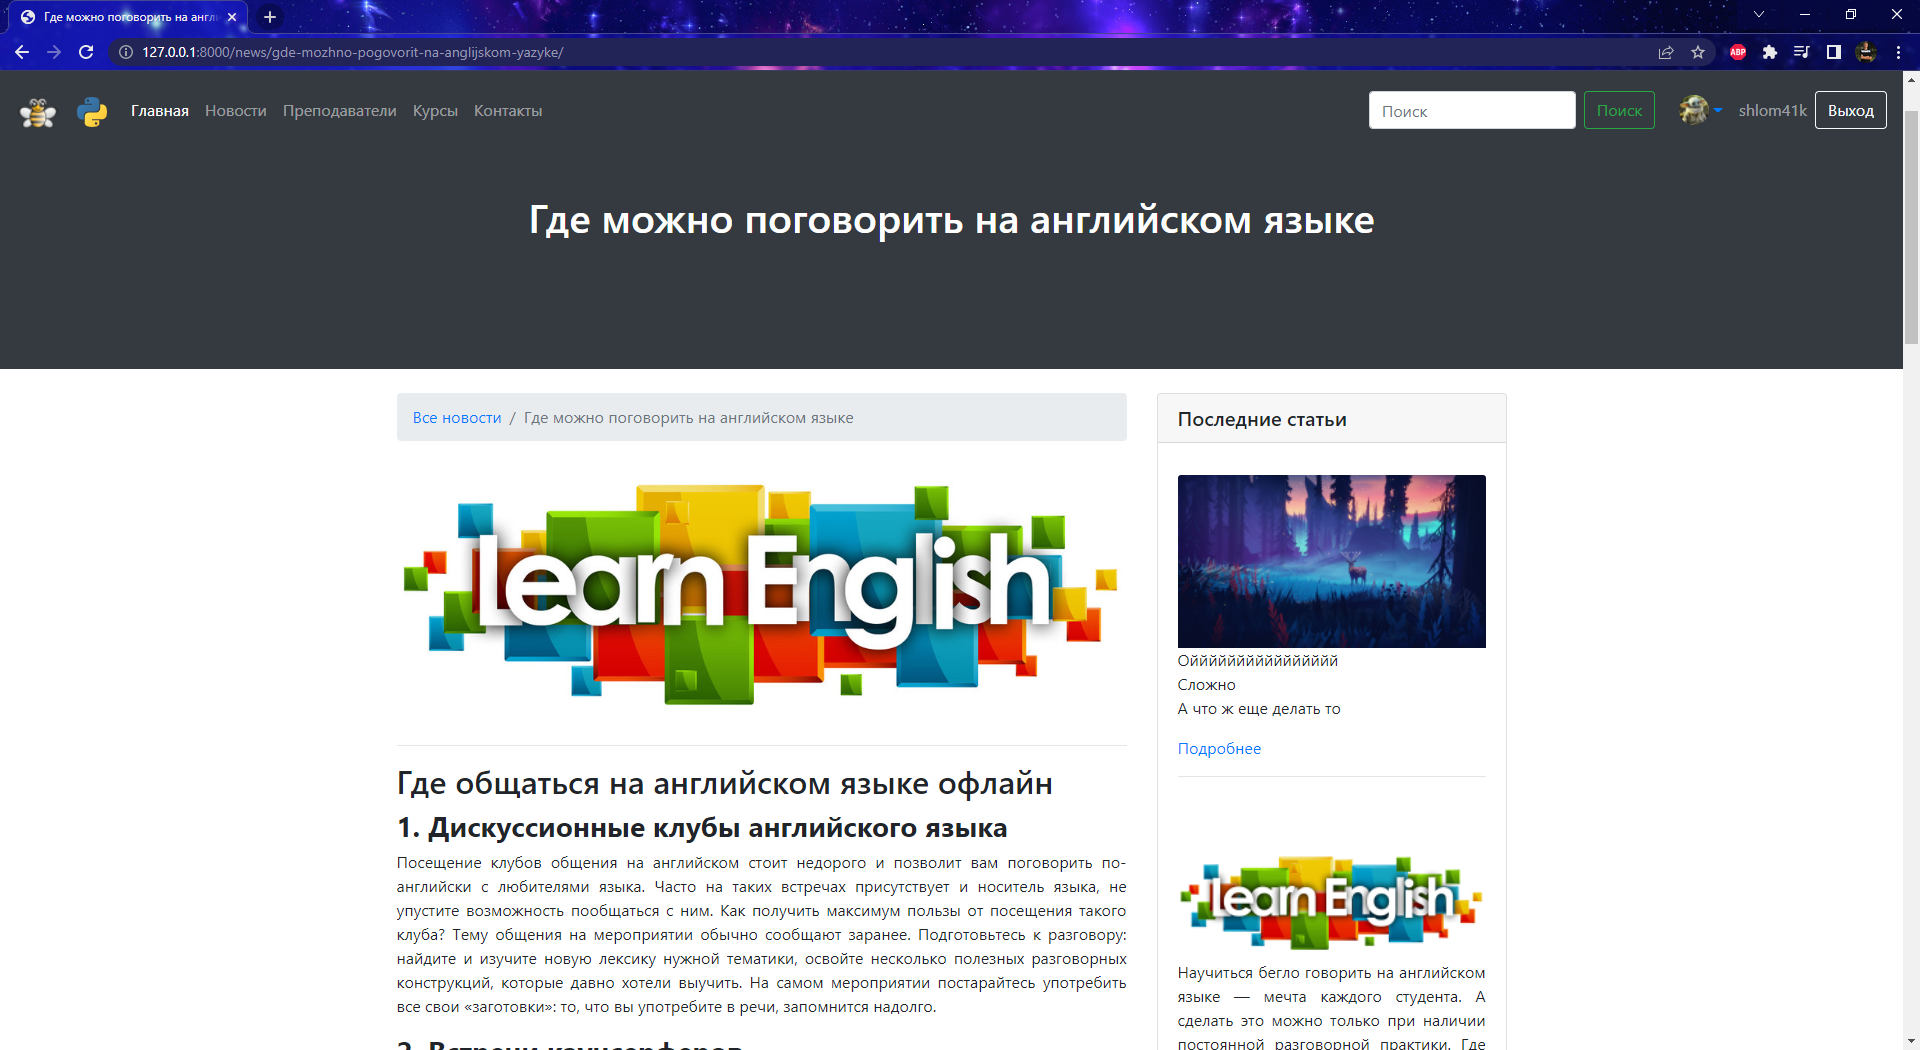 Где можно поговорить на англ
127.0.0.1:8000/news/gde-mozhno-pogovorit-na-anglijskom-yazyke/
ABP
Главная Новости Преподаватели Курсы Контакты
Поиск Поиск shlom41k Выход
Где можно поговорить на английском языке
Все новости / Где можно поговорить на английском языке
Learn English
Где общаться на английском языке офлайн
1. Дискуссионные клубы английского языка
Посещение клубов общения на английском стоит недорого и позволит вам поговорить по-
английски с любителями языка. Часто на таких встречах присутствует и носитель языка, не
упустите возможность пообщаться с ним. Как получить максимум пользы от посещения такого
клуба? Тему общения на мероприятии обычно сообщают заранее. Подготовьтесь к разговору:
найдите и изучите новую лексику нужной тематики, освойте несколько полезных разговорных
конструкций, которые давно хотели выучить. На самом мероприятии постарайтесь употребить
все свои «заготовки»: то, что вы употребите в речи, запомнится надолго.
2. Встречи каучсерферов
Последние статьи
Оййййййййййййййй
Сложно
А что ж еще делать то
Подробнее
Learn English
Научиться бегло говорить на английском
языке — мечта каждого студента. А
сделать это можно только при наличии
постоянной разговорной практики. Где